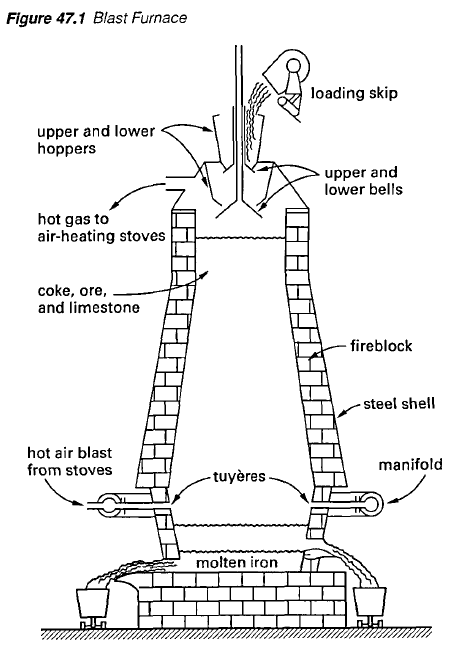 Figure 47.1 Blast Furnace
loading skip
upper and lower
hoppers
upper and
lower bells
hot gas to
air-heating stoves
coke, ore,
and limestone
fireblock
steel shell
hot air blast
from stoves
tuyères
manifold
molten iron